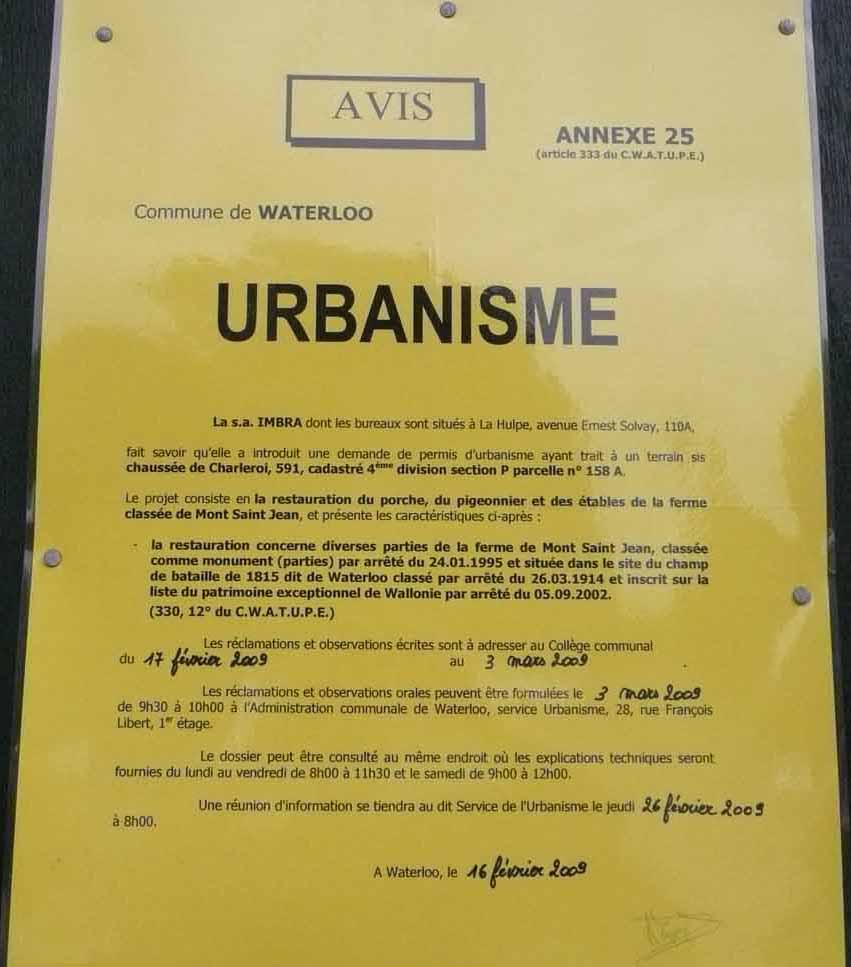 AVIS
ANNEXE 25
(article 333 du C.W.A.T.U.P.E.)
Commune de WATERLOO
URBANISME
La s.a. IMBRA dont les bureaux sont situés à La Hulpe, avenue Ernest Solvay, 110A,
fait savoir qu'elle a introduit une demande de permis d'urbanisme ayant trait à un terrain sis
chaussée de Charleroi, 591, cadastré 4ème division section P parcelle n° 158 A.
Le projet consiste en la restauration du porche, du pigeonnier et des étables de la ferme
classée de Mont Saint Jean, et présente les caractéristiques ci-après :
- la restauration concerne diverses parties de la ferme de Mont Saint Jean, classée
comme monument (parties) par arrêté du 24.01.1995 et située dans le site du champ
de bataille de 1815 dit de Waterloo classé par arrêté du 26.03.1914 et inscrit sur la
liste du patrimoine exceptionnel de Wallonie par arrêté du 05.09.2002.
(330, 12° du C.W.A.T.U.P.E.)
Les réclamations et observations écrites sont à adresser au Collège communal
du 17 février 2009 au 3 mars 2009 .
Les réclamations et observations orales peuvent être formulées le 3 mars 2009
de 9h30 à 10h00 à l'Administration communale de Waterloo, service Urbanisme, 28, rue François
Libert, 1er étage.
Le dossier peut être consulté au même endroit où les explications techniques seront
fournies du lundi au vendredi de 8h00 à 11h30 et le samedi de 9h00 à 12h00.
Une réunion d'information se tiendra au dit Service de l'Urbanisme le jeudi 26 février 2009
à 8h00.
A Waterloo, le 16 février 2009